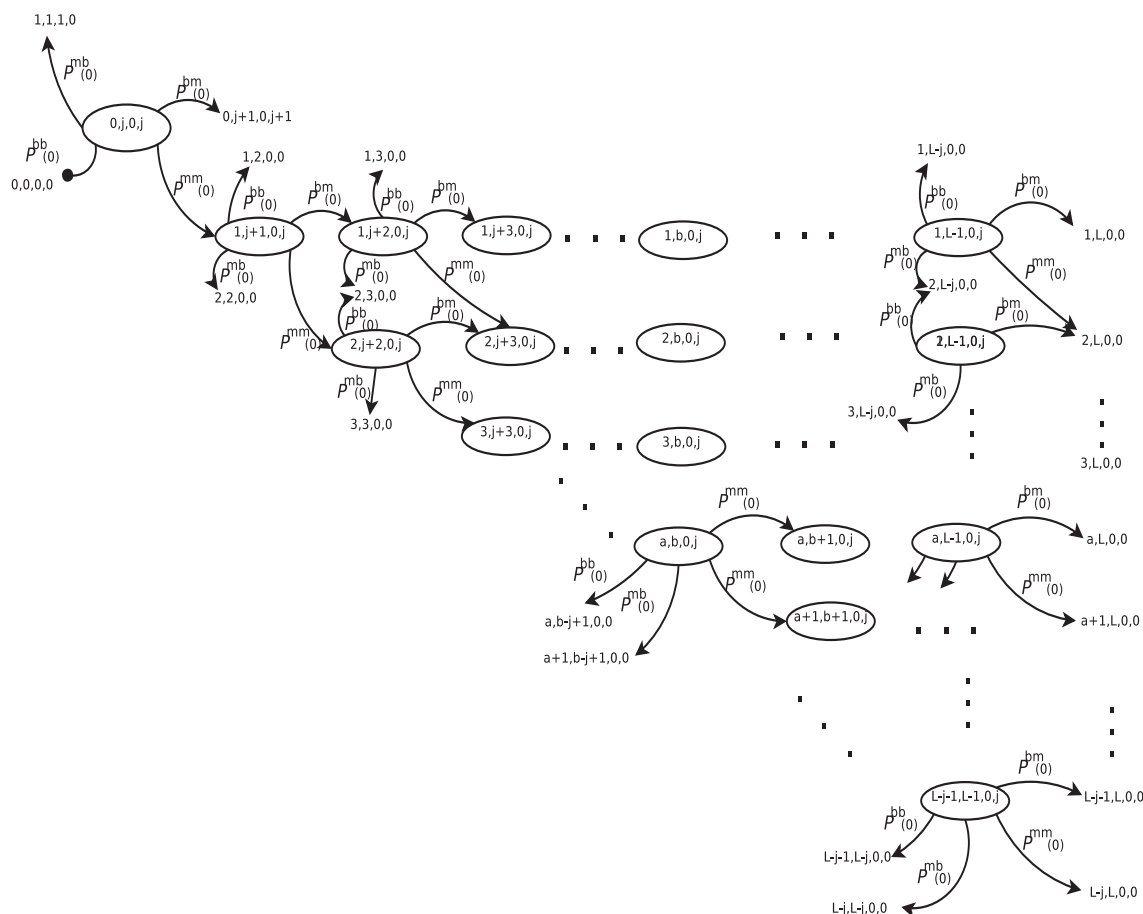 1,1,1,0
P^mb(0)
P^bm(0)
0,j+1,0,j+1
0,j,0,j
P^bb(0)
0,0,0,0
P^mm(0)
1,2,0,0
1,3,0,0
1,L-j,0,0
P^bb(0)
P^bm(0)
P^bb(0)
P^bm(0)
P^bb(0)
P^bm(0)
1,j+1,0,j
1,j+2,0,j
1,j+3,0,j
1,b,0,j
1,L-1,0,j
1,L,0,0
P^mb(0)
P^mb(0)
P^mm(0)
P^mb(0)
P^mm(0)
2,2,0,0
2,3,0,0
2,L-j,0,0
P^mm(0)
P^bb(0)
P^bm(0)
P^bb(0)
P^bm(0)
2,j+2,0,j
2,j+3,0,j
2,b,0,j
2,L-1,0,j
2,L,0,0
P^mb(0)
P^mm(0)
P^mb(0)
3,3,0,0
3,L-j,0,0
3,j+3,0,j
3,b,0,j
3,L,0,0
P^mm(0)
P^bm(0)
a,b,0,j
a,b+1,0,j
a,L-1,0,j
a,L,0,0
P^bb(0)
P^mb(0)
P^mm(0)
P^mm(0)
a,b-j+1,0,0
a+1,b+1,0,j
a+1,L,0,0
a+1,b-j+1,0,0
P^bm(0)
L-j-1,L-1,0,j
L-j-1,L,0,0
P^bb(0)
P^mm(0)
L-j-1,L-j,0,0
P^mb(0)
L-j,L,0,0
L-j,L-j,0,0